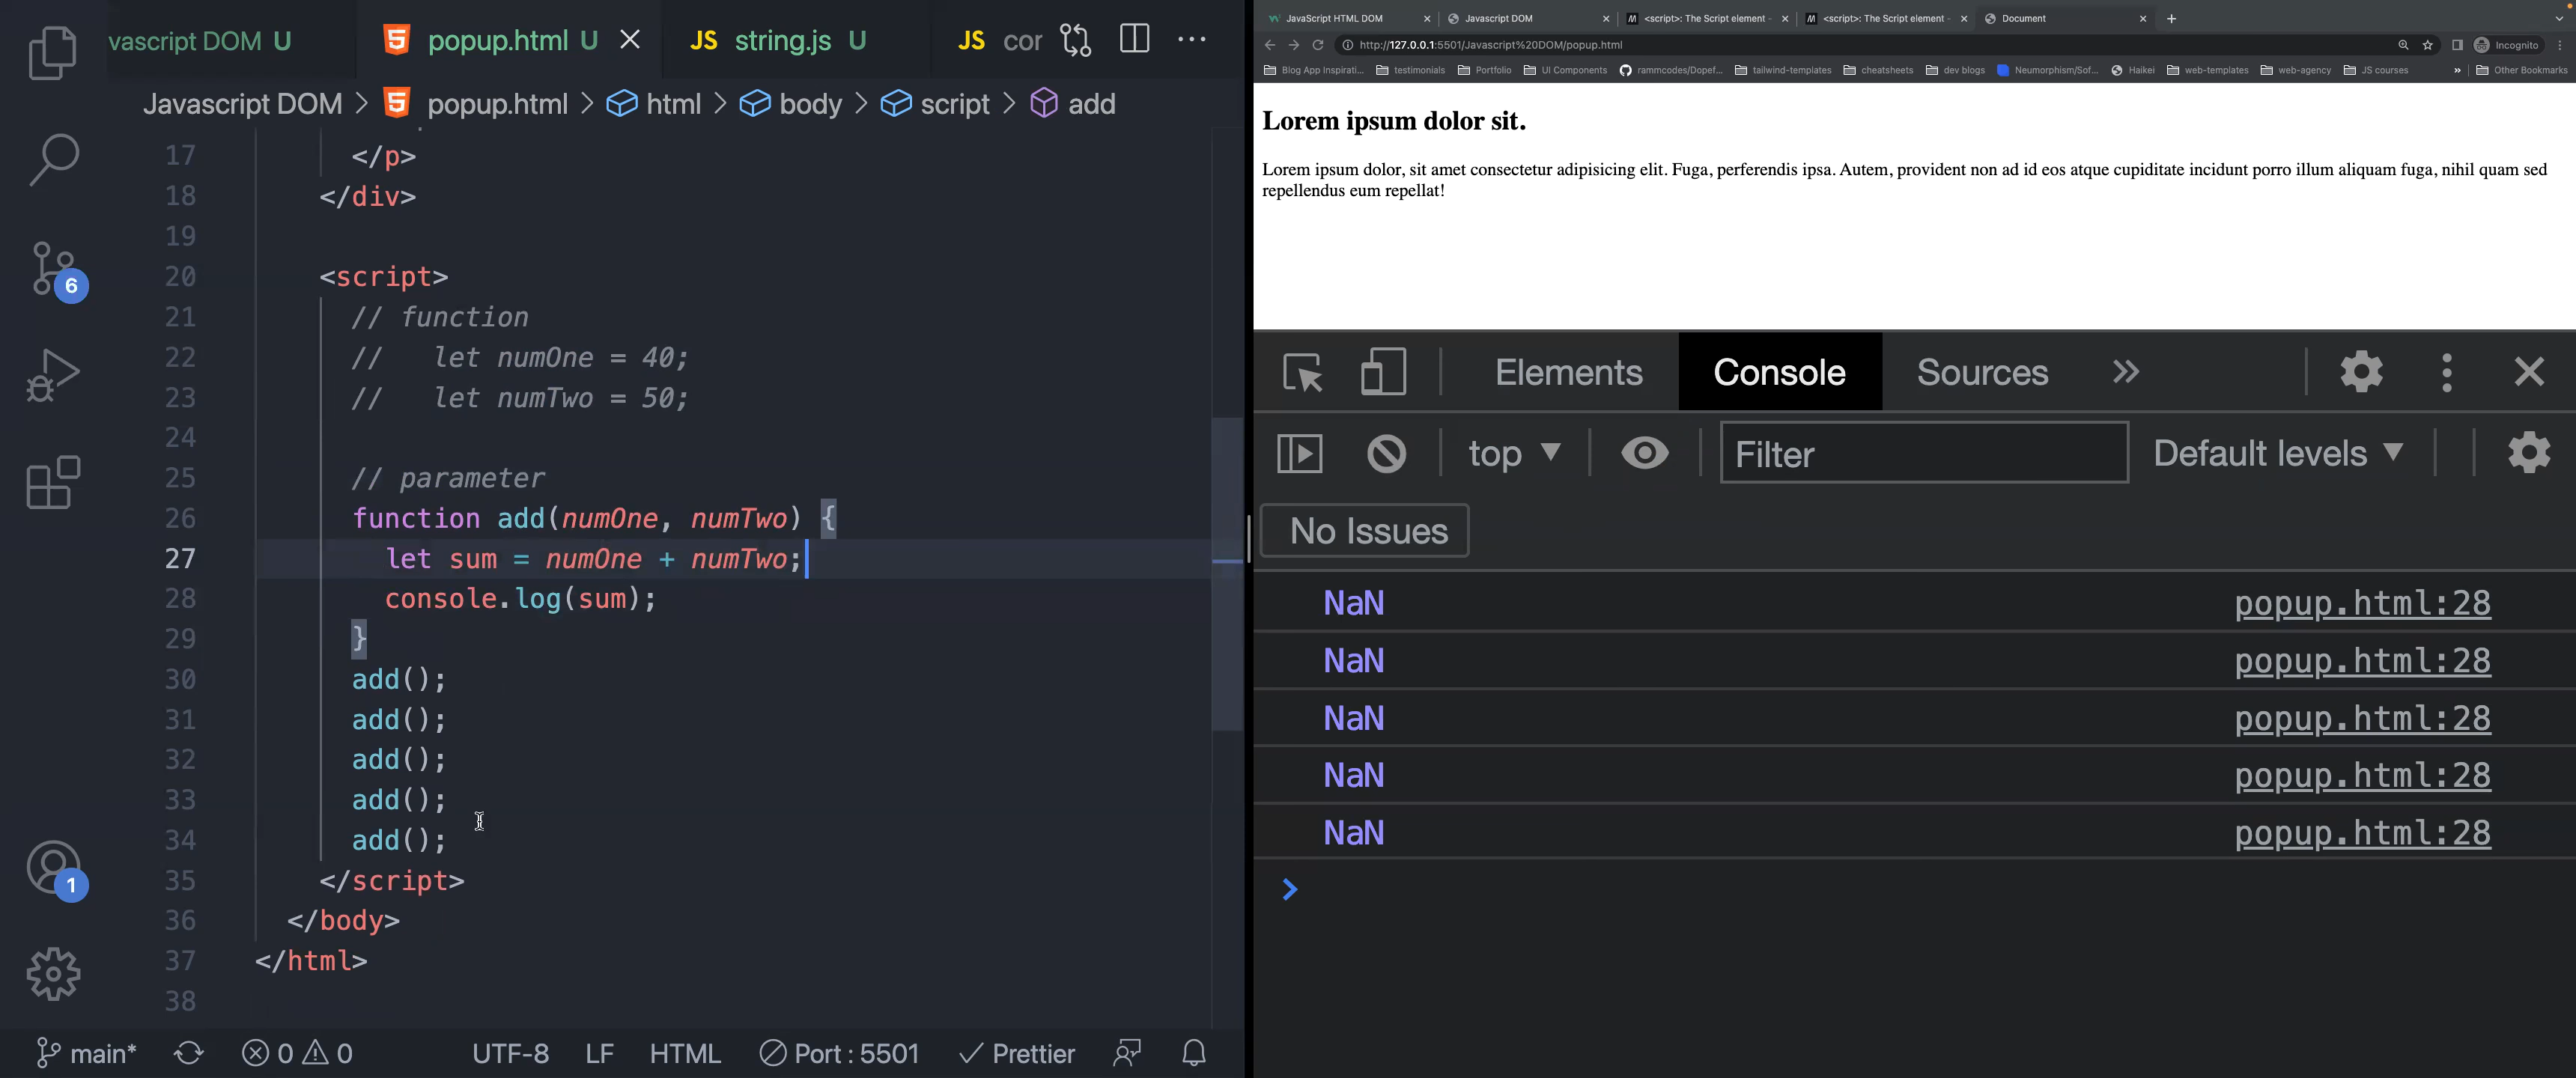 vascript DOM U
popup.html U
JS string.js U
JS cor
Javascript DOM > popup.html > html > body > script > add
17 </p>
18 </div>
19
20 <script>
21 // function
22 // let numOne = 40;
23 // let numTwo = 50;
24
25 // parameter
26 function add(numOne, numTwo) {
27 let sum = numOne + numTwo;
28 console.log(sum);
29 }
30 add();
31 add();
32 add();
33 add();
34 add();
35 </script>
36 </body>
37 </html>
38
6
1
main* 0 0 UTF-8 LF HTML Port : 5501 Prettier
JavaScript HTML DOM
Javascript DOM
<script>: The Script element -
<script>: The Script element -
Document
http://127.0.0.1:5501/Javascript%20DOM/popup.html
Incognito
Blog App Inspirati... testimonials Portfolio UI Components rammcodes/Dopef... tailwind-templates cheatsheets dev blogs Neumorphism/Sof... Haikei web-templates web-agency JS courses » Other Bookmarks
Lorem ipsum dolor sit.
Lorem ipsum dolor, sit amet consectetur adipisicing elit. Fuga, perferendis ipsa. Autem, provident non ad id eos atque cupiditate incidunt porro illum aliquam fuga, nihil quam sed
repellendus eum repellat!
Elements Console Sources »
top Filter Default levels
No Issues
NaN popup.html:28
NaN popup.html:28
NaN popup.html:28
NaN popup.html:28
NaN popup.html:28